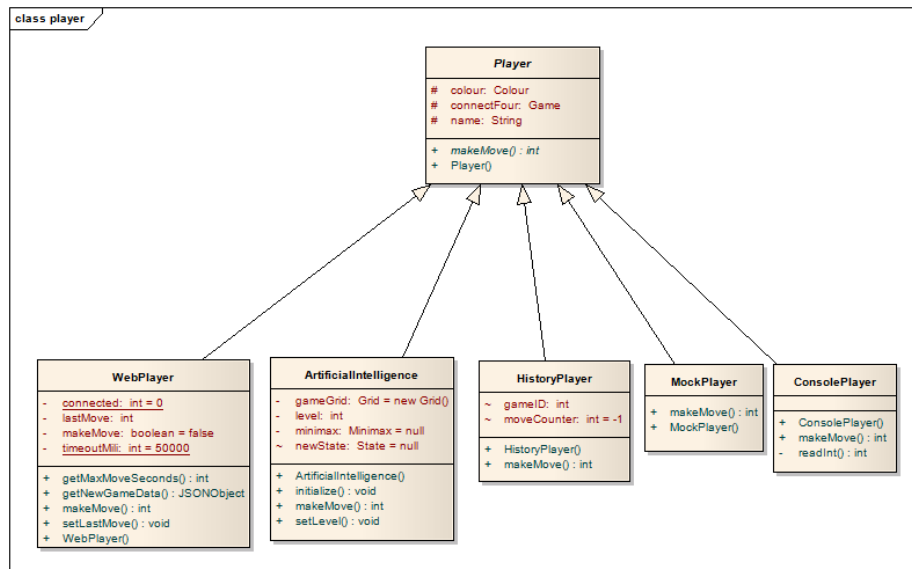 class player
Player
# colour: Colour
# connectFour: Game
# name: String
+ makeMove() : int
+ Player()
WebPlayer
- connected: int = 0
- lastMove: int
- makeMove: boolean = false
- timeoutMili: int = 50000
+ getMaxMoveSeconds() : int
+ getNewGameData() : JSONObject
+ makeMove() : int
+ setLastMove() : void
+ WebPlayer()
ArtificialIntelligence
- gameGrid: Grid = new Grid()
- level: int
- minimax: Minimax = null
~ newState: State = null
+ ArtificialIntelligence()
+ initialize() : void
+ makeMove() : int
+ setLevel() : void
HistoryPlayer
~ gameID: int
~ moveCounter: int = -1
+ HistoryPlayer()
+ makeMove() : int
MockPlayer
+ makeMove() : int
+ MockPlayer()
ConsolePlayer
+ ConsolePlayer()
+ makeMove() : int
- readInt() : int